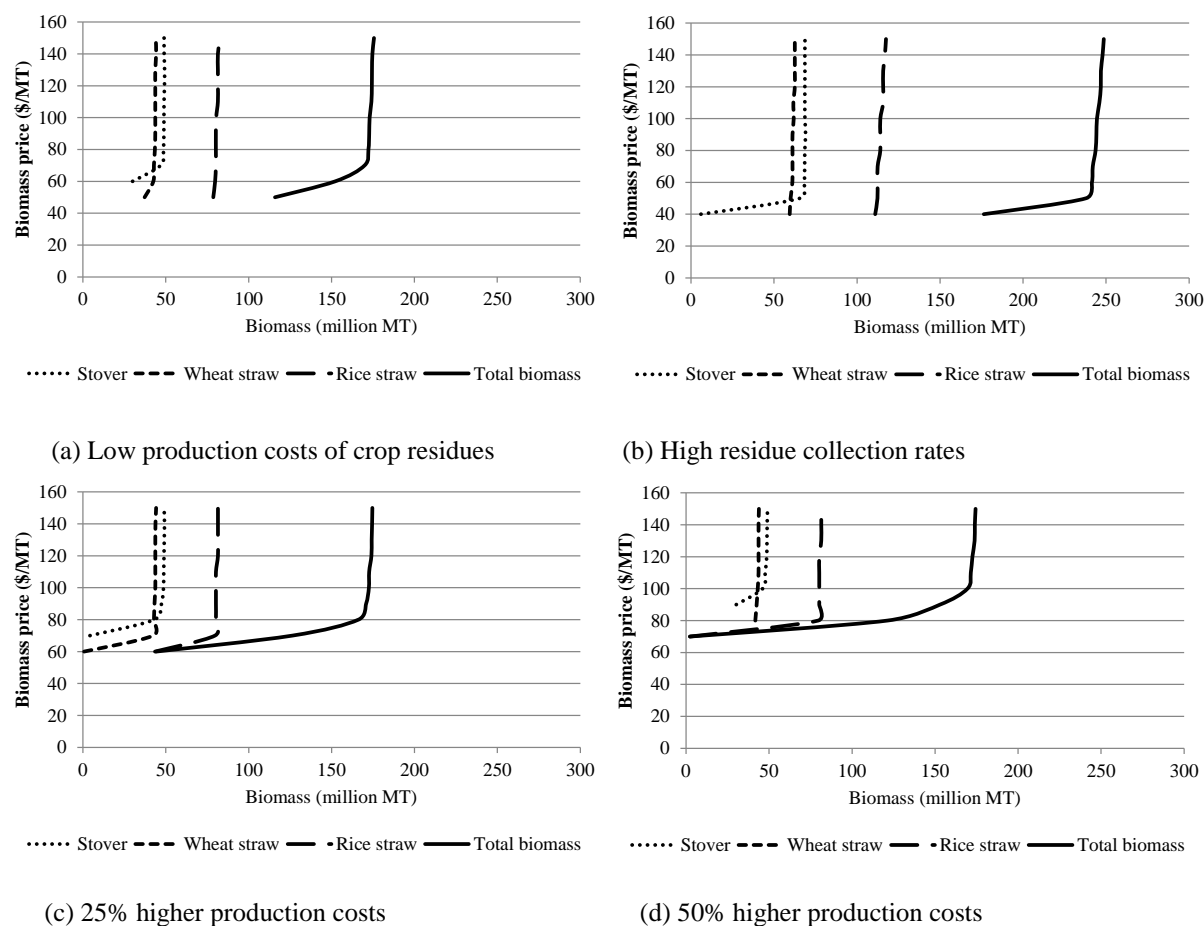 160
140
120
100
80
60
40
20
0
Biomass price ($/MT)
0 50 100 150 200 250 300
Biomass (million MT)
Stover Wheat straw Rice straw Total biomass
(a) Low production costs of crop residues
160
140
120
100
80
60
40
20
0
Biomass price ($/MT)
0 50 100 150 200 250 300
Biomass (million MT)
Stover Wheat straw Rice straw Total biomass
(b) High residue collection rates
160
140
120
100
80
60
40
20
0
Biomass price ($/MT)
0 50 100 150 200 250 300
Biomass (million MT)
Stover Wheat straw Rice straw Total biomass
(c) 25% higher production costs
160
140
120
100
80
60
40
20
0
Biomass price ($/MT)
0 50 100 150 200 250 300
Biomass (million MT)
Stover Wheat straw Rice straw Total biomass
(d) 50% higher production costs